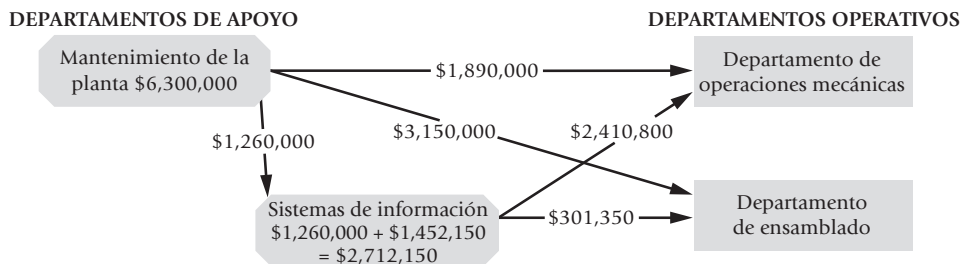 DEPARTAMENTOS DE APOYO
DEPARTAMENTOS OPERATIVOS
Mantenimiento de la
planta $6,300,000
$1,890,000
Departamento de
operaciones mecánicas
$1,260,000
$3,150,000
$2,410,800
Sistemas de información
$1,260,000 + $1,452,150
= $2,712,150
$301,350
Departamento
de ensamblado